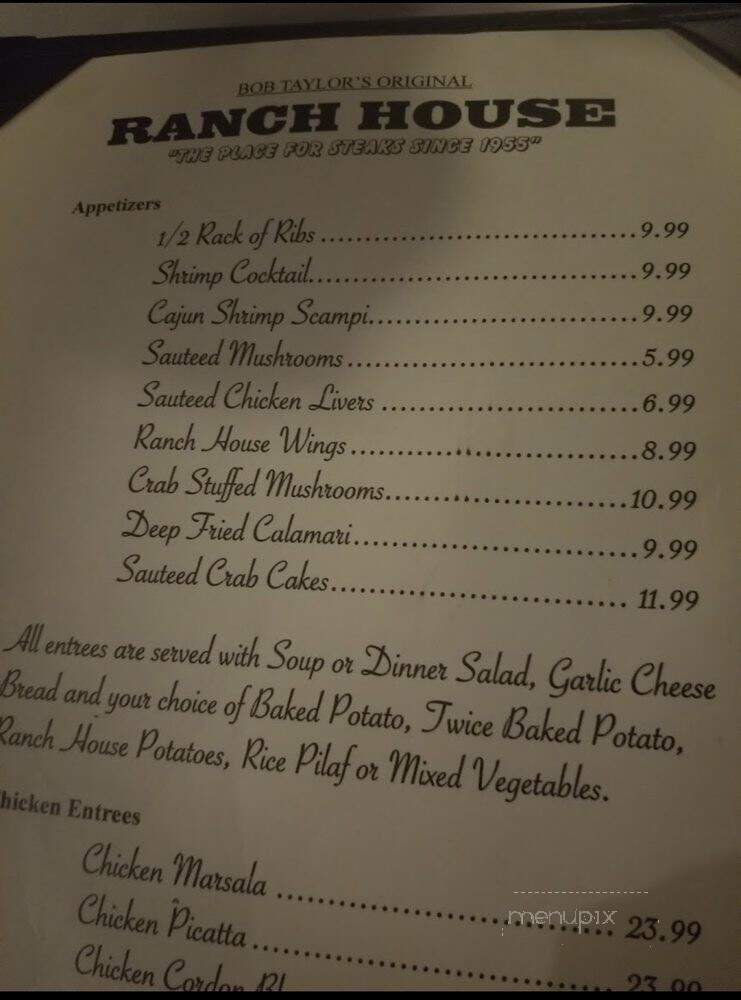 BOB TAYLOR'S ORIGINAL
RANCH HOUSE
"THE PLACE FOR STEAKS SINCE 1955"
Appetizers
1/2 Rack of Ribs ................................. 9.99
Shrimp Cocktail................................. 9.99
Cajun Shrimp Scampi........................... 9.99
Sauteed Mushrooms............................. 5.99
Sauteed Chicken Livers ......................... 6.99
Ranch House Wings............................. 8.99
Crab Stuffed Mushrooms........................ 10.99
Deep Fried Calamari............................ 9.99
Sauteed Crab Cakes............................. 11.99
All entrees are served with Soup or Dinner Salad, Garlic Cheese
Bread and your choice of Baked Potato, Twice Baked Potato,
Ranch House Potatoes, Rice Pilaf or Mixed Vegetables.
hicken Entrees
Chicken Marsala ................................. 23.99
Chicken Picatta ................................. 23.99
Chicken Cordon Bl
menupix